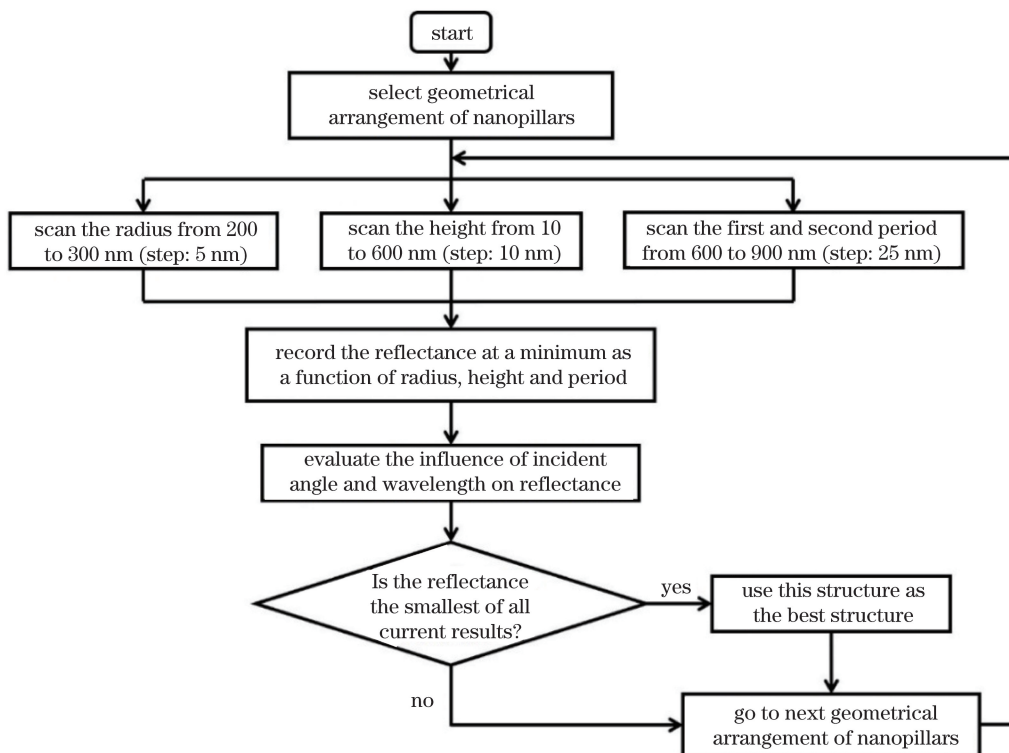 start
select geometrical
arrangement of nanopillars
scan the radius from 200
to 300 nm (step: 5 nm)
scan the height from 10
to 600 nm (step: 10 nm)
scan the first and second period
from 600 to 900 nm (step: 25 nm)
record the reflectance at a minimum as
a function of radius, height and period
evaluate the influence of incident
angle and wavelength on reflectance
Is the reflectance
the smallest of all
current results?
yes
use this structure as
the best structure
no
go to next geometrical
arrangement of nanopillars